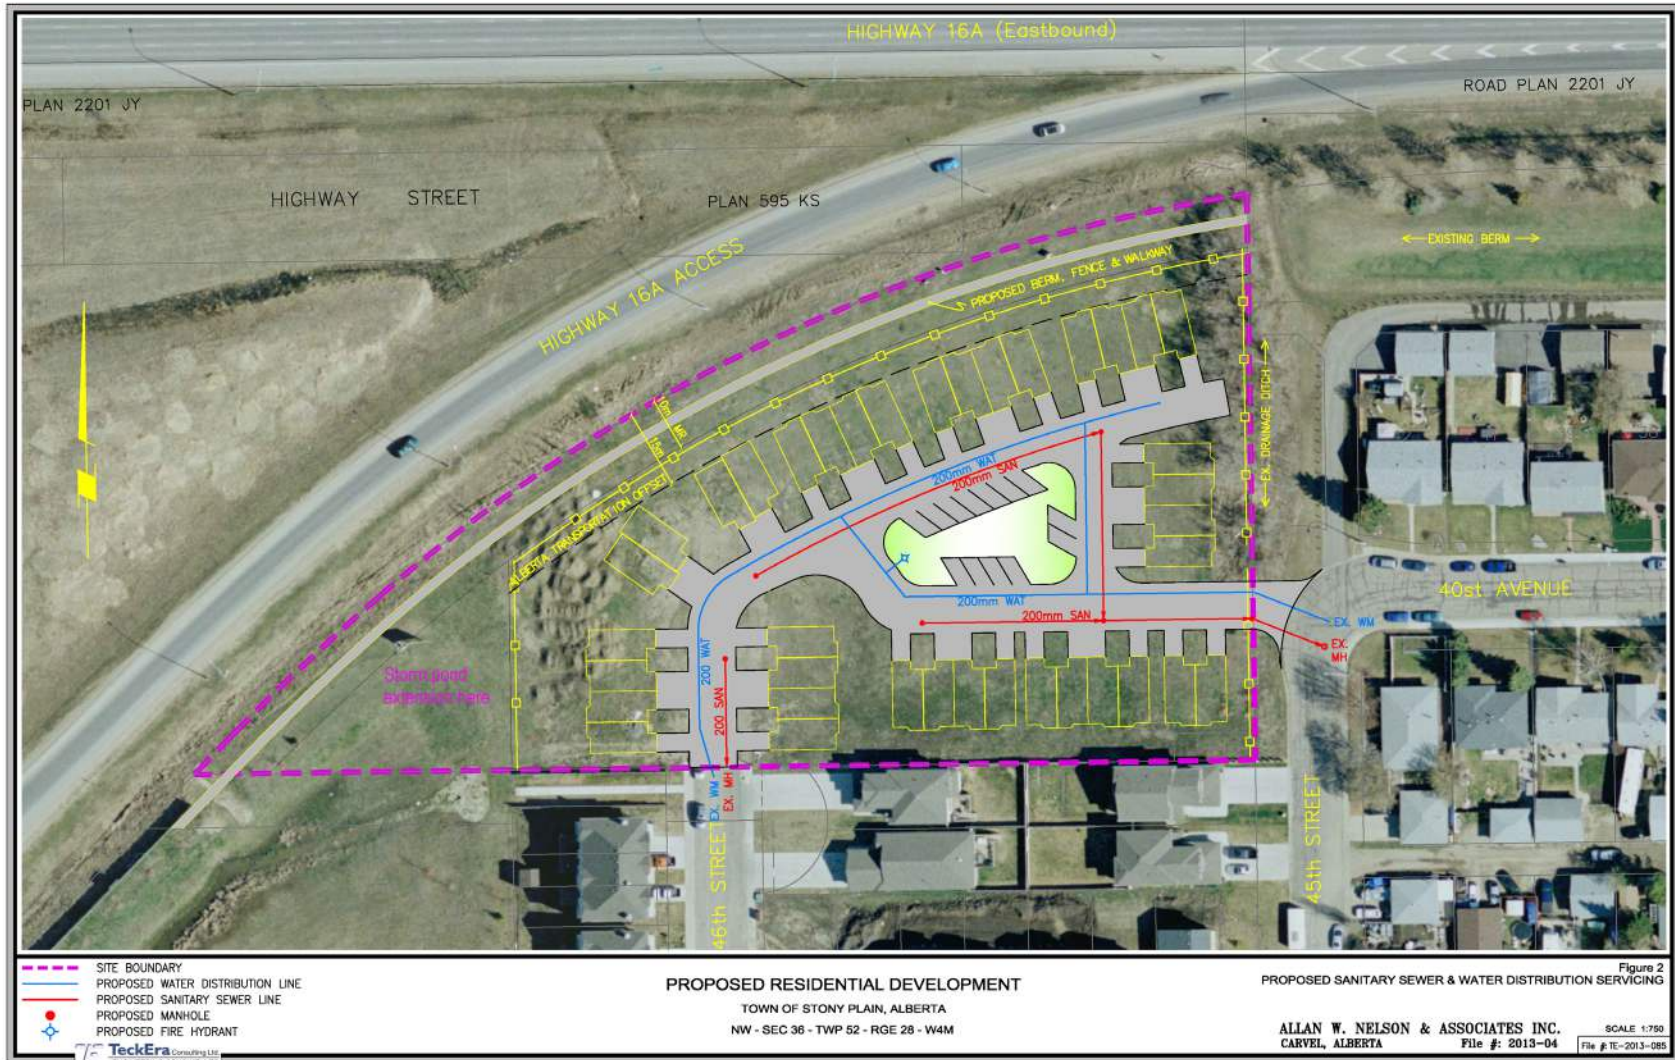 HIGHWAY 16A (Eastbound)
PLAN 2201 JY
ROAD PLAN 2201 JY
HIGHWAY STREET
PLAN 595 KS
HIGHWAY 16A ACCESS
<—EXISTING BERM—>
PROPOSED BERM, FENCE & WALKWAY
<—EX. DRAINAGE DITCH—>
10m MR
15m
ALBERTA TRANSPORTATION OFFSET
200mm WAT
200mm SAN
200mm WAT
200mm SAN
40st AVENUE
EX. WM
EX. MH
200 WAT
200 SAN
Storm pond
extension here
EX. WM
EX. MH
46th STREET
45th STREET
SITE BOUNDARY
PROPOSED WATER DISTRIBUTION LINE
PROPOSED SANITARY SEWER LINE
PROPOSED MANHOLE
PROPOSED FIRE HYDRANT
TeckEra Consulting Ltd.
PROPOSED RESIDENTIAL DEVELOPMENT
TOWN OF STONY PLAIN, ALBERTA
NW - SEC 36 - TWP 52 - RGE 28 - W4M
Figure 2
PROPOSED SANITARY SEWER & WATER DISTRIBUTION SERVICING
ALLAN W. NELSON & ASSOCIATES INC.
CARVEL, ALBERTA File #: 2013-04
SCALE 1:750
File #: TE-2013-085